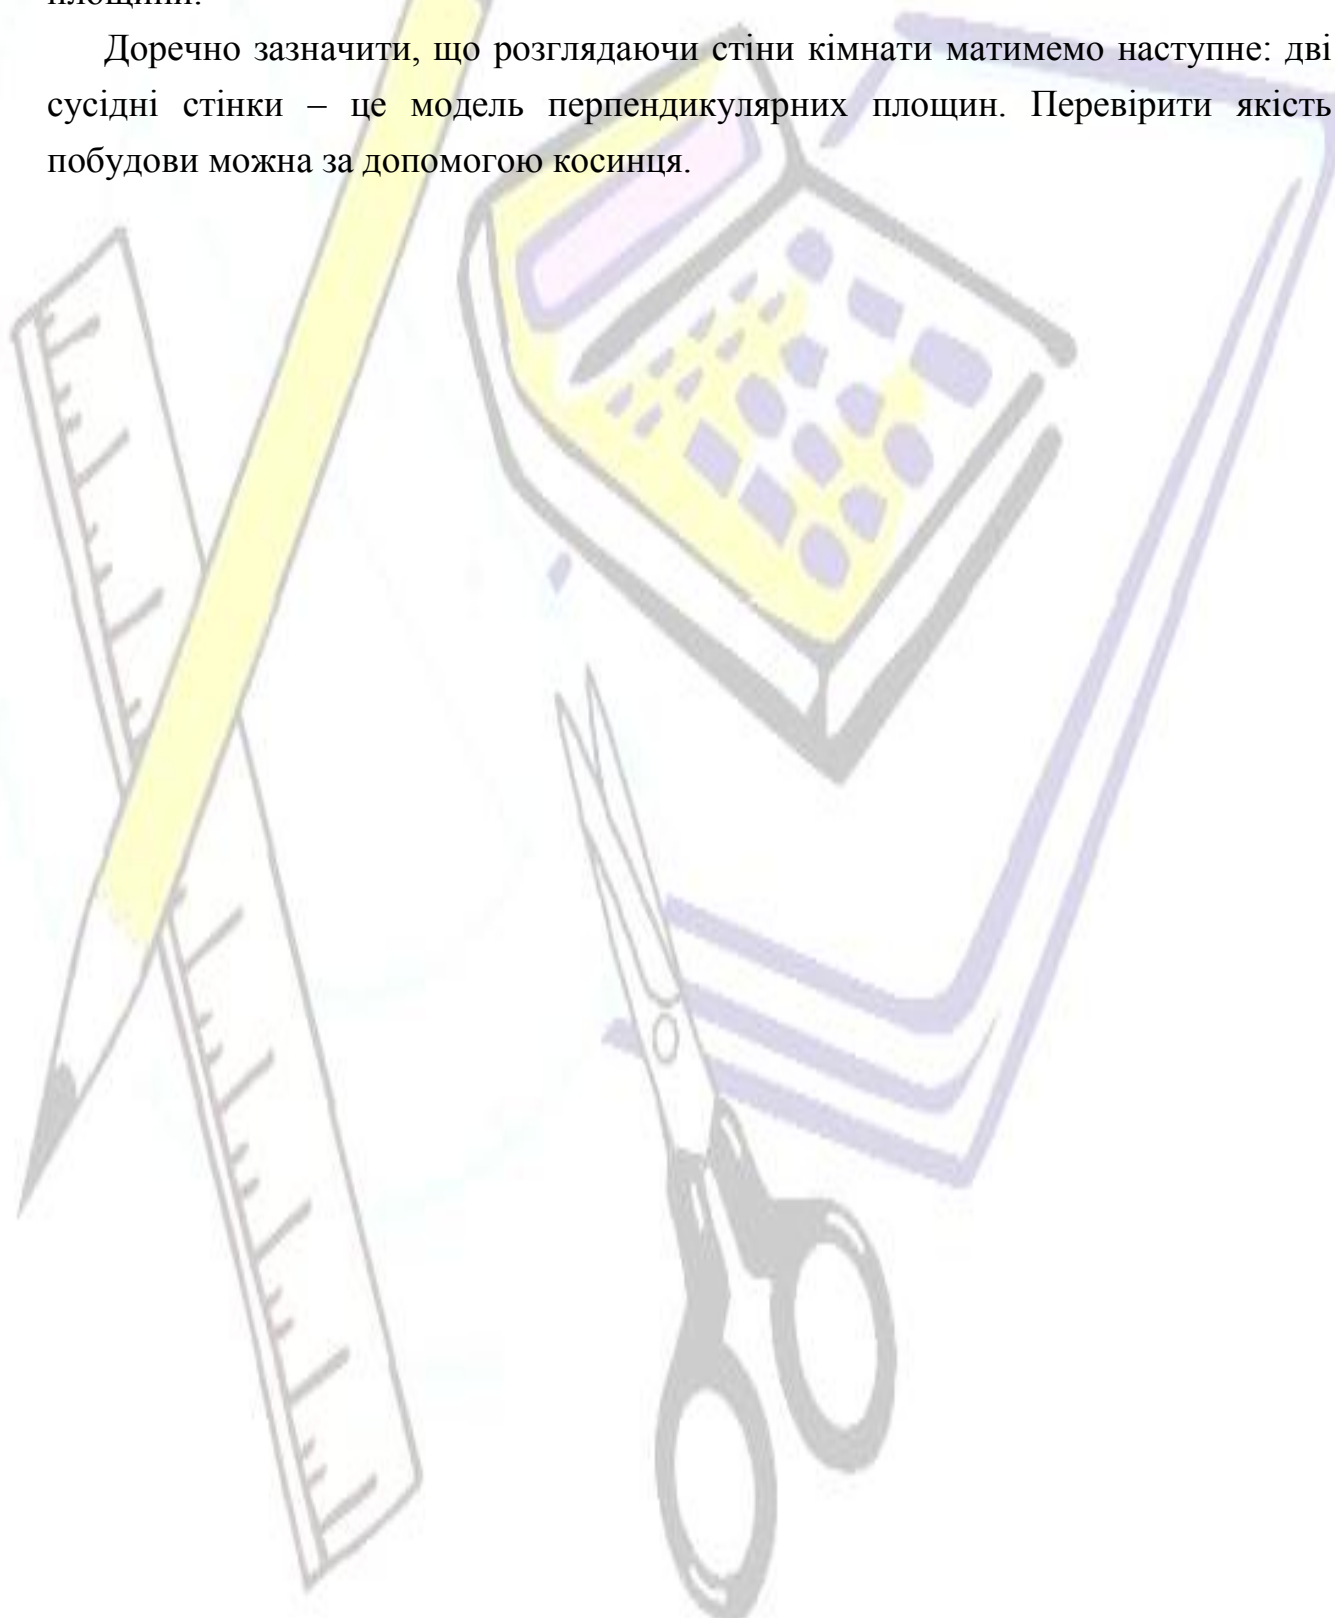 площини.
Доречно зазначити, що розглядаючи стіни кімнати матимемо наступне: дві
сусідні стінки – це модель перпендикулярних площин. Перевірити якість
побудови можна за допомогою косинця.